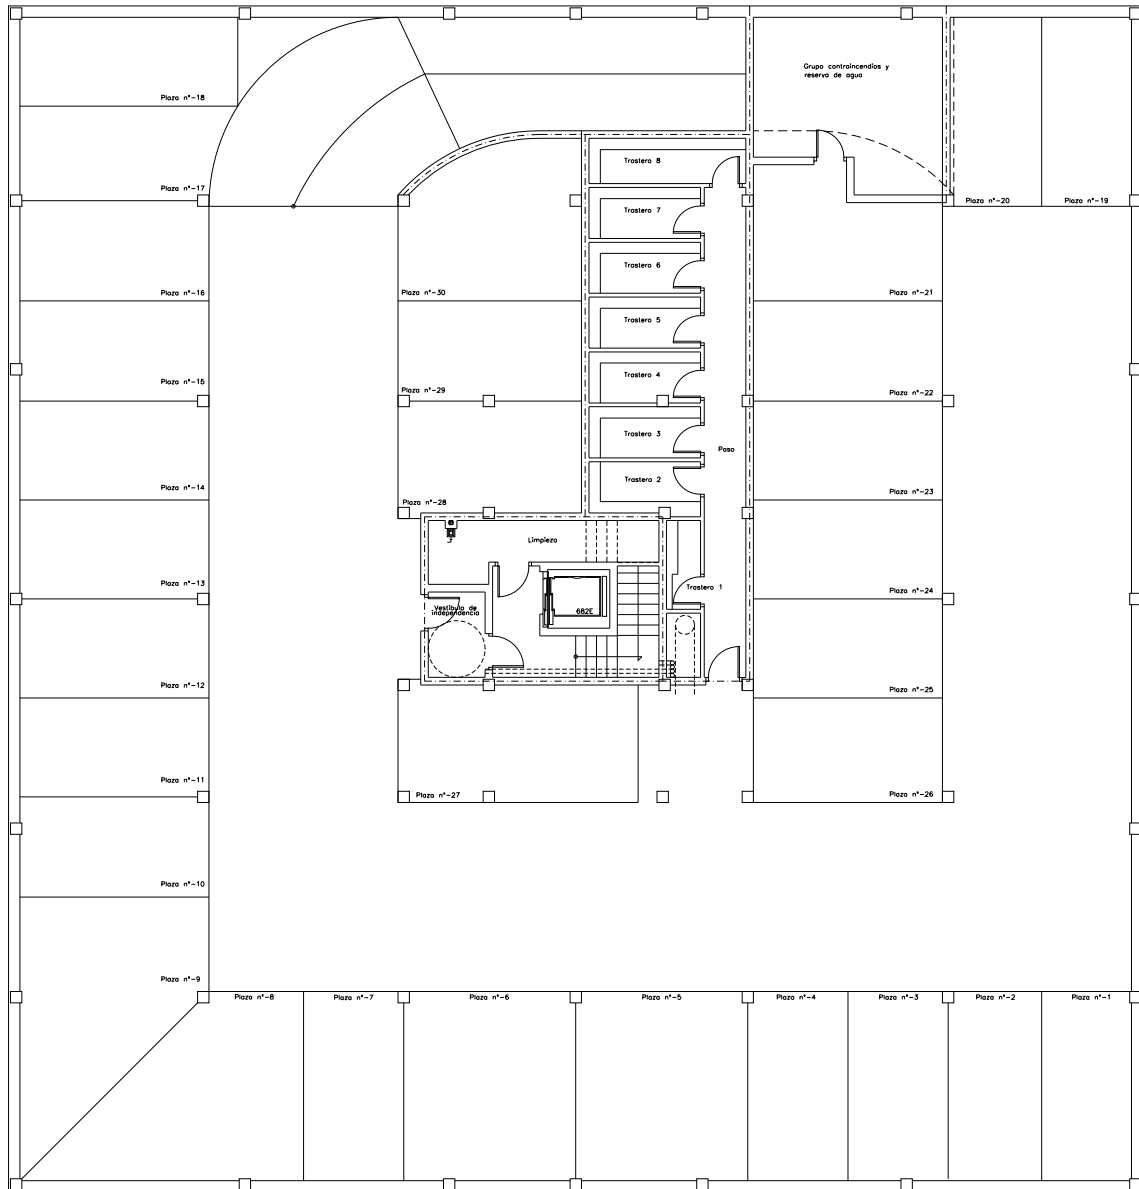 Grupo contraincendios y
reserva de agua
Plaza nº-18
Trastero 8
Plaza nº-17
Plaza nº-20
Plaza nº-19
Trastero 7
Trastero 6
Plaza nº-16
Plaza nº-30
Plaza nº-21
Trastero 5
Trastero 4
Plaza nº-15
Plaza nº-29
Plaza nº-22
Trastero 3
Paso
Trastero 2
Plaza nº-14
Plaza nº-23
Plaza nº-28
Limpieza
Plaza nº-13
Trastero 1
Plaza nº-24
Vestíbulo de
independencia
682E
Plaza nº-12
Plaza nº-25
Plaza nº-11
Plaza nº-27
Plaza nº-26
Plaza nº-10
Plaza nº-9
Plaza nº-8
Plaza nº-7
Plaza nº-6
Plaza nº-5
Plaza nº-4
Plaza nº-3
Plaza nº-2
Plaza nº-1